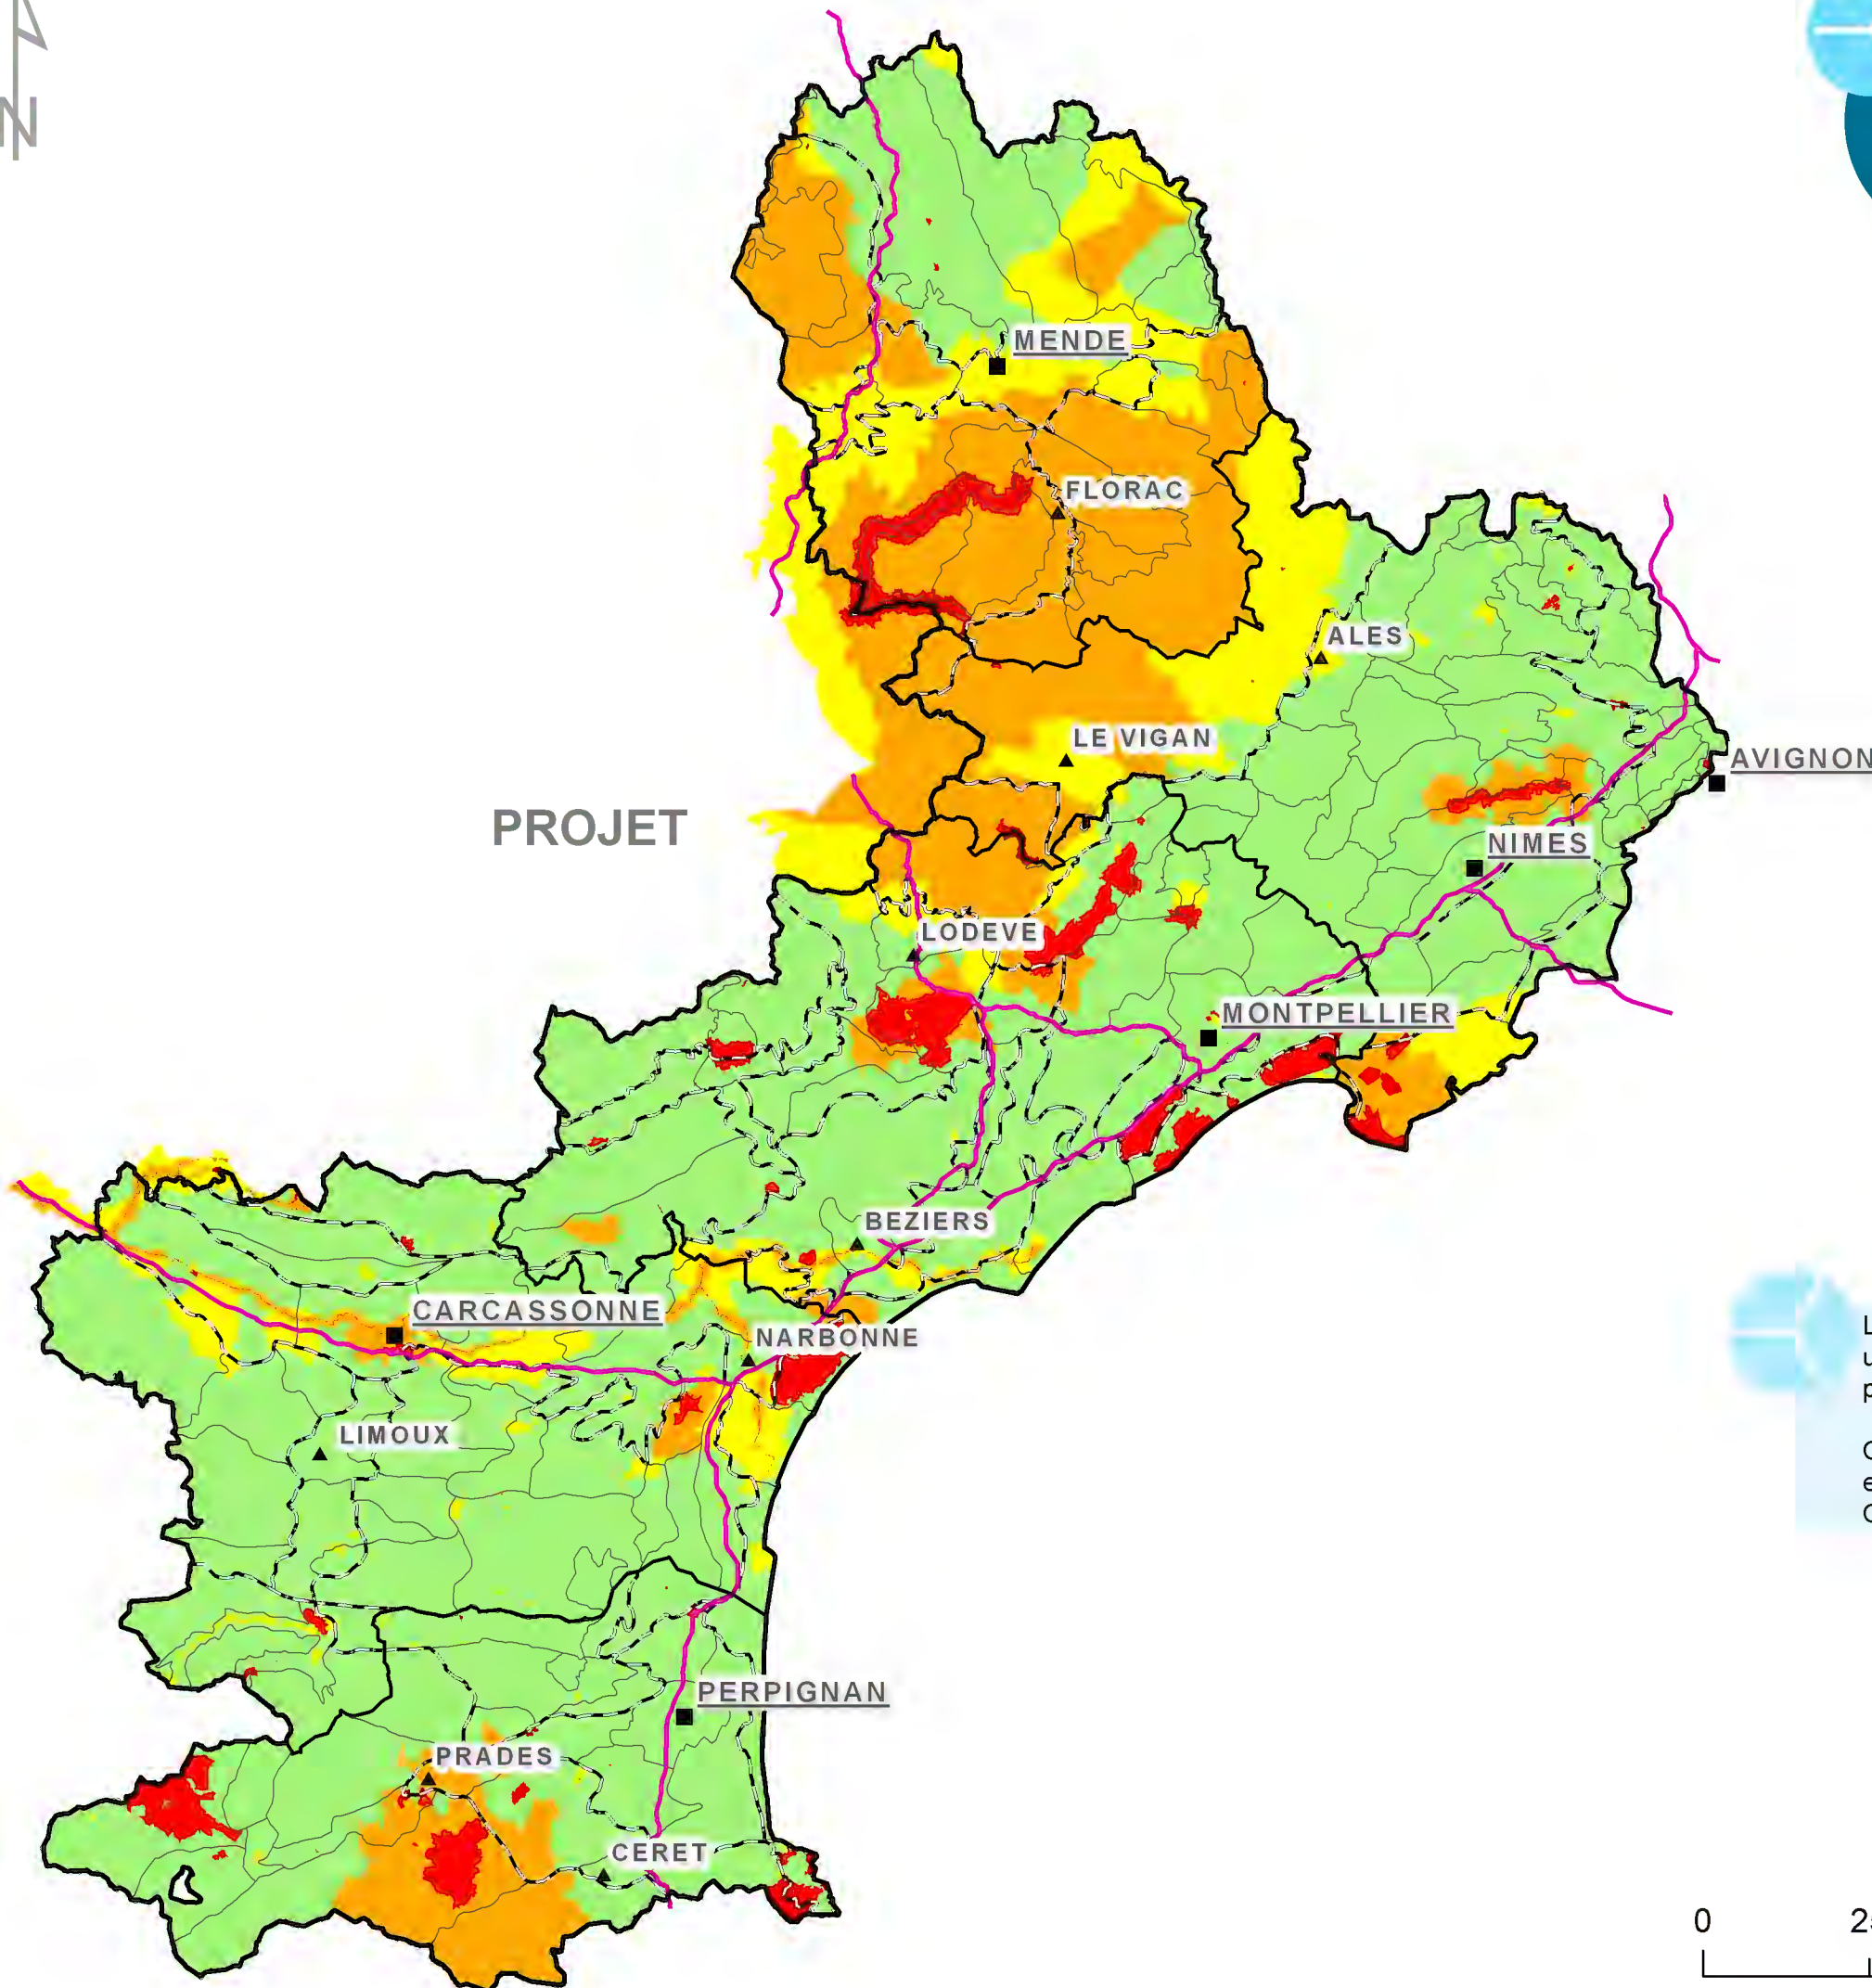 N
MENDE
FLORAC
ALES
LE VIGAN
AVIGNON
PROJET
NIMES
LODEVE
MONTPELLIER
BEZIERS
CARCASSONNE
NARBONNE
LIMOUX
PERPIGNAN
PRADES
CERET
0